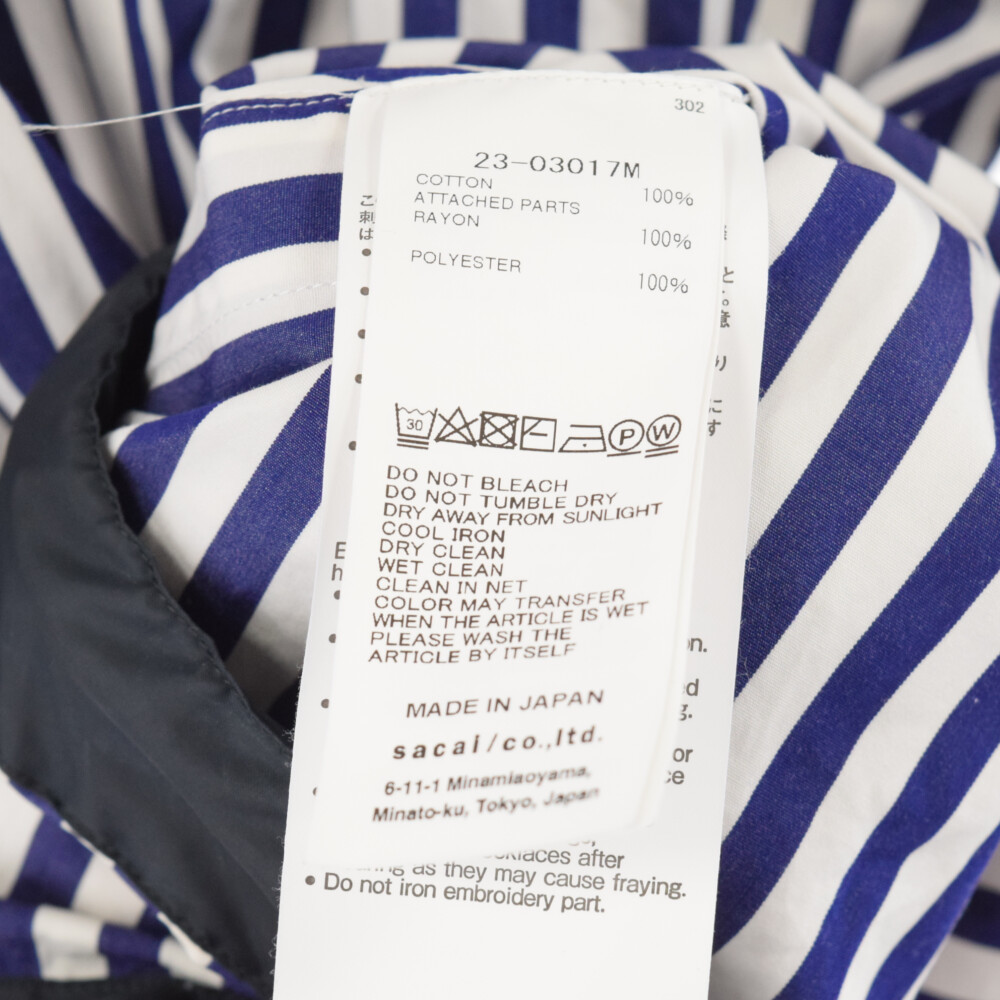 302
23-03017M
COTTON 100%
ATTACHED PARTS
RAYON 100%
POLYESTER 100%
30
P
W
DO NOT BLEACH
DO NOT TUMBLE DRY
DRY AWAY FROM SUNLIGHT
COOL IRON
DRY CLEAN
WET CLEAN
CLEAN IN NET
COLOR MAY TRANSFER
WHEN THE ARTICLE IS WET
PLEASE WASH THE
ARTICLE BY ITSELF
MADE IN JAPAN
sacai/co.,ltd.
6-11-1 Minamiaoyama,
Minato-ku, Tokyo, Japan
after
as they may cause fraying.
• Do not iron embroidery part.